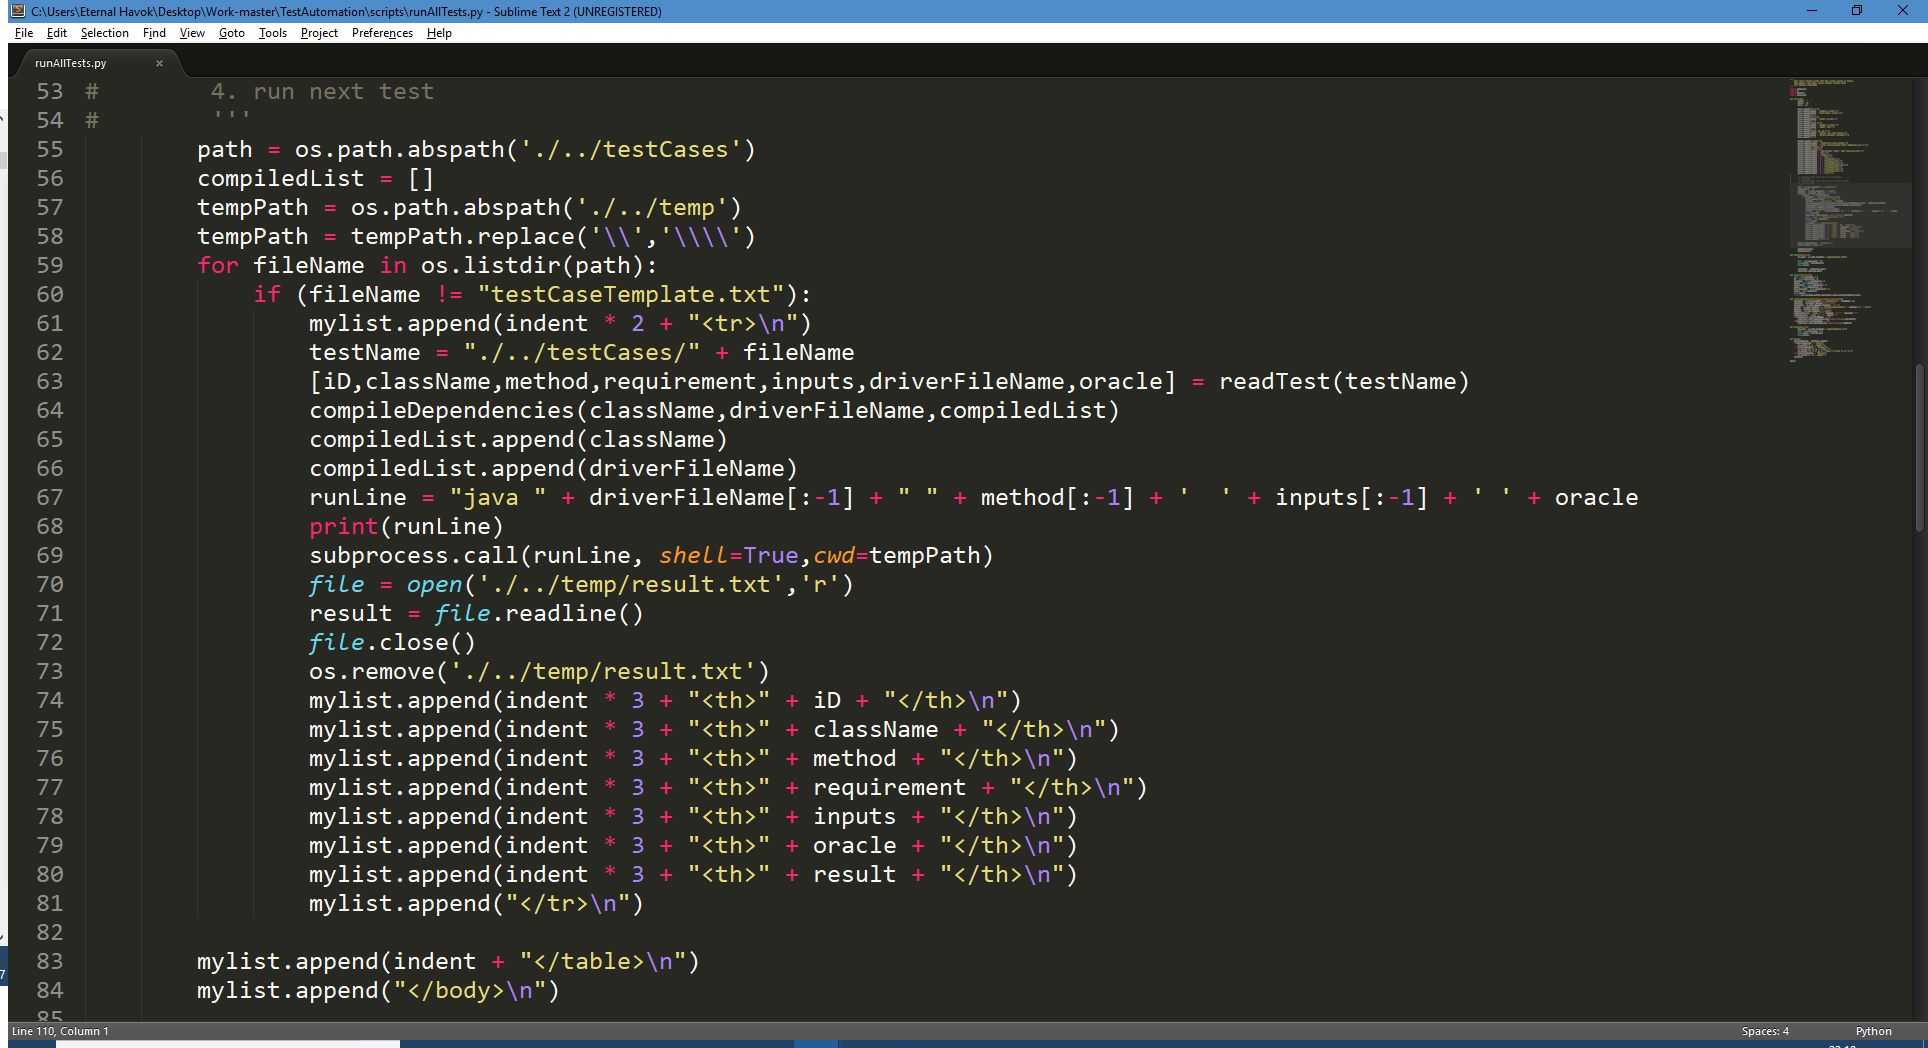 C:\Users\Eternal Havok\Desktop\Work-master\TestAutomation\scripts\runAllTests.py - Sublime Text 2 (UNREGISTERED)
File Edit Selection Find View Goto Tools Project Preferences Help
runAllTests.py ×
53 #        4. run next test
54 #        '''
55         path = os.path.abspath('./../testCases')
56         compiledList = []
57         tempPath = os.path.abspath('./../temp')
58         tempPath = tempPath.replace('\\','\\\\')
59         for fileName in os.listdir(path):
60             if (fileName != "testCaseTemplate.txt"):
61                 mylist.append(indent * 2 + "<tr>\n")
62                 testName = "./../testCases/" + fileName
63                 [iD,className,method,requirement,inputs,driverFileName,oracle] = readTest(testName)
64                 compileDependencies(className,driverFileName,compiledList)
65                 compiledList.append(className)
66                 compiledList.append(driverFileName)
67                 runLine = "java " + driverFileName[:-1] + " " + method[:-1] + '  ' + inputs[:-1] + ' ' + oracle
68                 print(runLine)
69                 subprocess.call(runLine, shell=True,cwd=tempPath)
70                 file = open('./../temp/result.txt','r')
71                 result = file.readline()
72                 file.close()
73                 os.remove('./../temp/result.txt')
74                 mylist.append(indent * 3 + "<th>" + iD + "</th>\n")
75                 mylist.append(indent * 3 + "<th>" + className + "</th>\n")
76                 mylist.append(indent * 3 + "<th>" + method + "</th>\n")
77                 mylist.append(indent * 3 + "<th>" + requirement + "</th>\n")
78                 mylist.append(indent * 3 + "<th>" + inputs + "</th>\n")
79                 mylist.append(indent * 3 + "<th>" + oracle + "</th>\n")
80                 mylist.append(indent * 3 + "<th>" + result + "</th>\n")
81                 mylist.append("</tr>\n")
82
83         mylist.append(indent + "</table>\n")
84         mylist.append("</body>\n")
85
Line 110, Column 1 Spaces: 4 Python